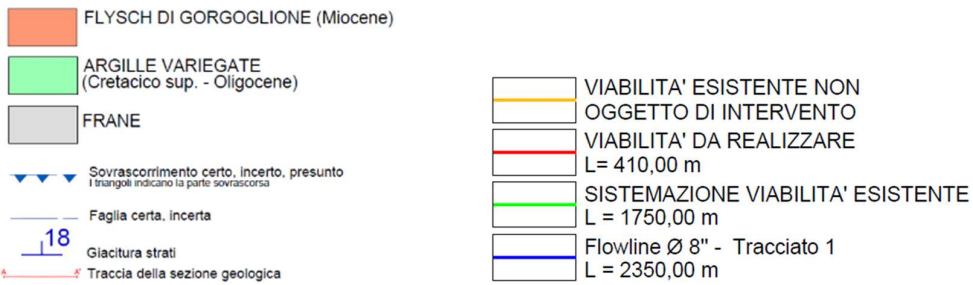 FLYSCH DI GORGOGLIONE (Miocene)
ARGILLE VARIEGATE
(Cretacico sup. - Oligocene)
FRANE
Sovrascorrimento certo, incerto, presunto
I triangoli indicano la parte sovrascorsa
Faglia certa, incerta
18
Giacitura strati
A A'
Traccia della sezione geologica
VIABILITA' ESISTENTE NON
OGGETTO DI INTERVENTO
VIABILITA' DA REALIZZARE
L= 410,00 m
SISTEMAZIONE VIABILITA' ESISTENTE
L = 1750,00 m
Flowline Ø 8" - Tracciato 1
L = 2350,00 m